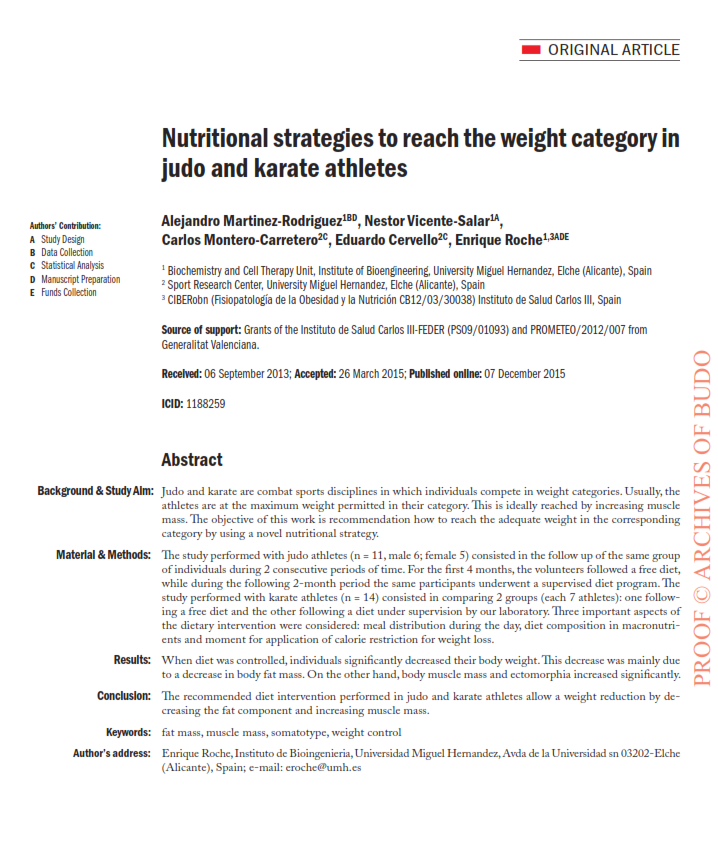 ORIGINAL ARTICLE
Nutritional strategies to reach the weight category in
judo and karate athletes
Authors' Contribution:
A Study Design
B Data Collection
C Statistical Analysis
D Manuscript Preparation
E Funds Collection
Alejandro Martinez-Rodriguez1BD, Nestor Vicente-Salar1A,
Carlos Montero-Carretero2C, Eduardo Cervello2C, Enrique Roche1,3ADE
1 Biochemistry and Cell Therapy Unit, Institute of Bioengineering, University Miguel Hernandez, Elche (Alicante), Spain
2 Sport Research Center, University Miguel Hernandez, Elche (Alicante), Spain
3 CIBERobn (Fisiopatología de la Obesidad y la Nutrición CB12/03/30038) Instituto de Salud Carlos III, Spain
Source of support: Grants of the Instituto de Salud Carlos III-FEDER (PS09/01093) and PROMETEO/2012/007 from
Generalitat Valenciana.
Received: 06 September 2013; Accepted: 26 March 2015; Published online: 07 December 2015
ICID: 1188259
Abstract
Background & Study Aim: Judo and karate are combat sports disciplines in which individuals compete in weight categories. Usually, the
athletes are at the maximum weight permitted in their category. This is ideally reached by increasing muscle
mass. The objective of this work is recommendation how to reach the adequate weight in the corresponding
category by using a novel nutritional strategy.
Material & Methods: The study performed with judo athletes (n = 11, male 6; female 5) consisted in the follow up of the same group
of individuals during 2 consecutive periods of time. For the first 4 months, the volunteers followed a free diet,
while during the following 2-month period the same participants underwent a supervised diet program. The
study performed with karate athletes (n = 14) consisted in comparing 2 groups (each 7 athletes): one follow-
ing a free diet and the other following a diet under supervision by our laboratory. Three important aspects of
the dietary intervention were considered: meal distribution during the day, diet composition in macronutri-
ents and moment for application of calorie restriction for weight loss.
Results: When diet was controlled, individuals significantly decreased their body weight. This decrease was mainly due
to a decrease in body fat mass. On the other hand, body muscle mass and ectomorphia increased significantly.
Conclusion: The recommended diet intervention performed in judo and karate athletes allow a weight reduction by de-
creasing the fat component and increasing muscle mass.
Keywords: fat mass, muscle mass, somatotype, weight control
Author's address: Enrique Roche, Instituto de Bioingenieria, Universidad Miguel Hernandez, Avda de la Universidad sn 03202-Elche
(Alicante), Spain; e-mail: eroche@umh.es
PROOF © ARCHIVES OF BUDO